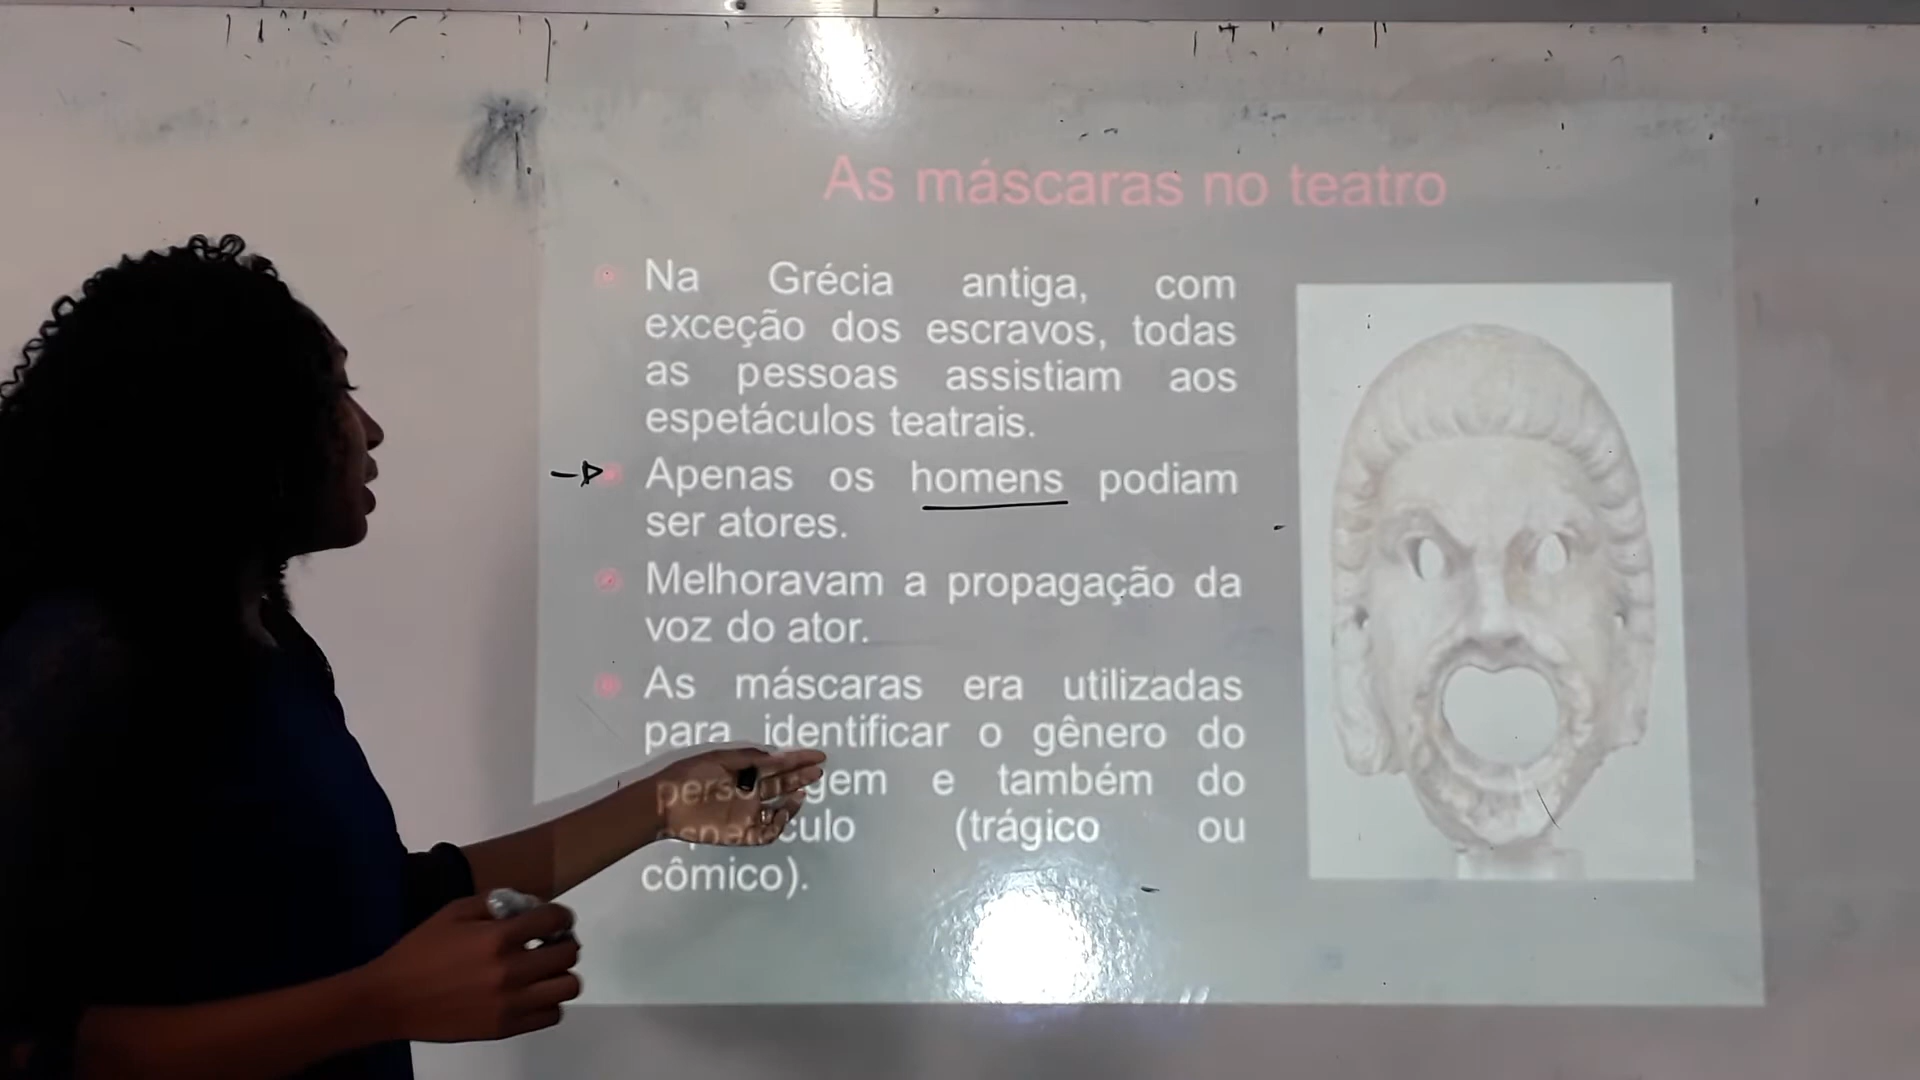 As máscaras no teatro
Na Grécia antiga, com
exceção dos escravos, todas
as pessoas assistiam aos
espetáculos teatrais.
Apenas os homens podiam
ser atores.
Melhoravam a propagação da
voz do ator.
As máscaras era utilizadas
para identificar o gênero do
personagem e também do
espetáculo (trágico ou
cômico).